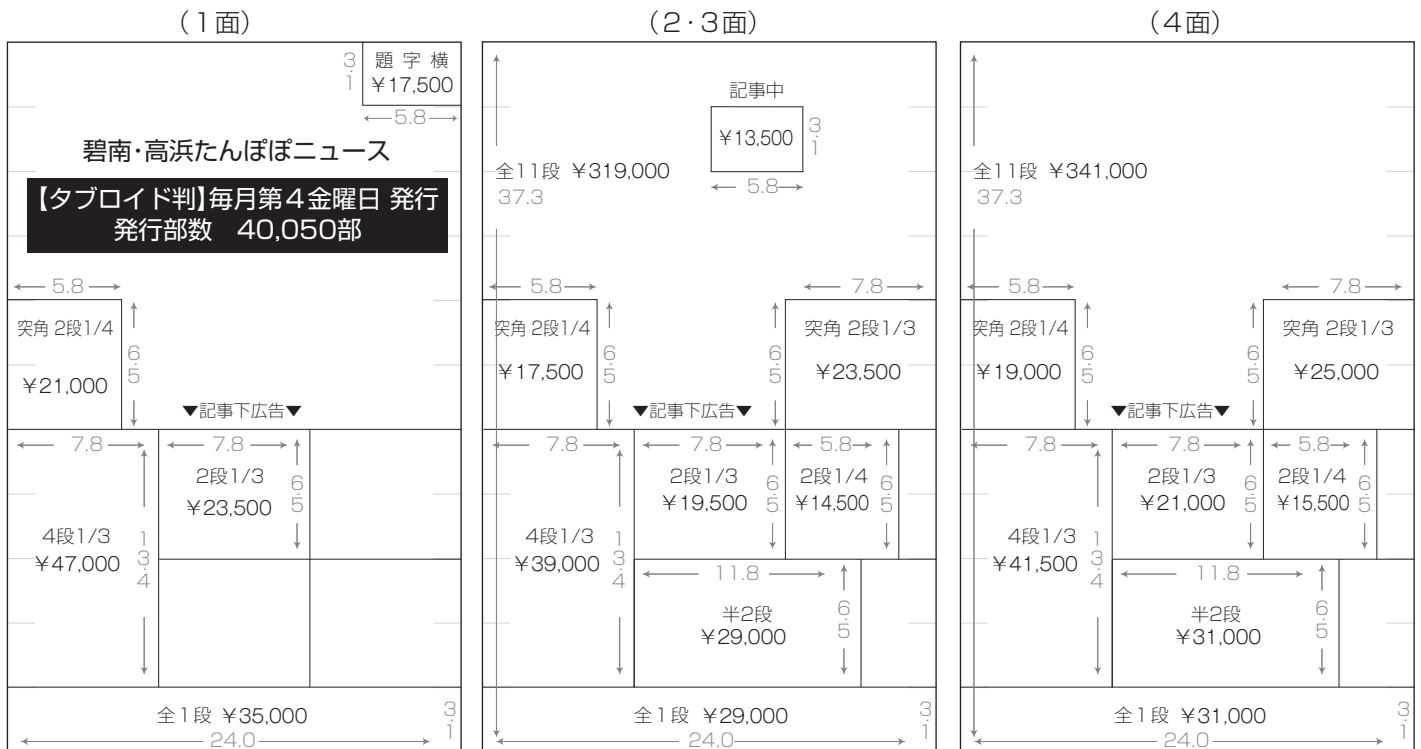 (1面)
題字横
¥17,500
3.1
5.8
碧南・高浜たんぽぽニュース
【タブロイド判】毎月第4金曜日 発行
発行部数 40,050部
5.8
突角 2段1/4
¥21,000
6.5
▼記事下広告▼
7.8
4段1/3
¥47,000
13.4
7.8
2段1/3
¥23,500
6.5
全1段 ¥35,000
3.1
24.0
(2・3面)
記事中
¥13,500
3.1
5.8
全11段 ¥319,000
37.3
5.8
突角 2段1/4
¥17,500
6.5
7.8
突角 2段1/3
¥23,500
6.5
▼記事下広告▼
7.8
4段1/3
¥39,000
13.4
7.8
2段1/3
¥19,500
6.5
5.8
2段1/4
¥14,500
6.5
11.8
半2段
¥29,000
6.5
全1段 ¥29,000
3.1
24.0
(4面)
全11段 ¥341,000
37.3
5.8
突角 2段1/4
¥19,000
6.5
7.8
突角 2段1/3
¥25,000
6.5
▼記事下広告▼
7.8
4段1/3
¥41,500
13.4
7.8
2段1/3
¥21,000
6.5
5.8
2段1/4
¥15,500
6.5
11.8
半2段
¥31,000
6.5
全1段 ¥31,000
3.1
24.0